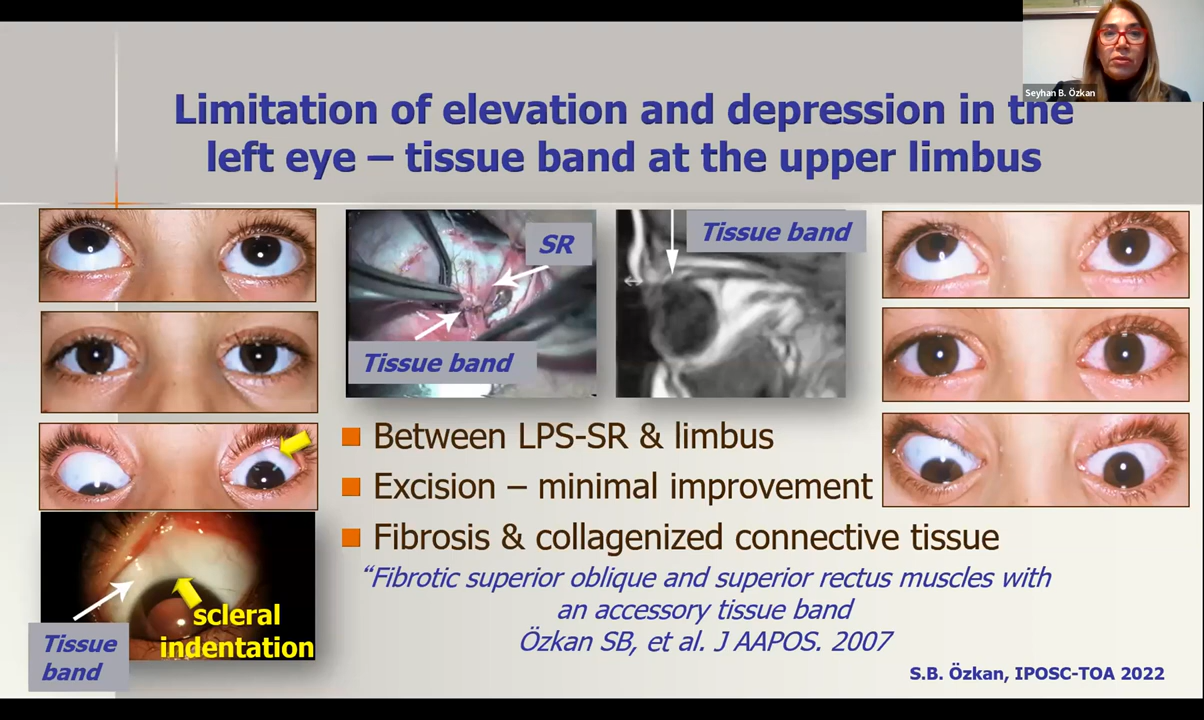 Seyhan B. Özkan
Limitation of elevation and depression in the
left eye – tissue band at the upper limbus
SR
Tissue band
Tissue band
Between LPS-SR & limbus
Excision – minimal improvement
Fibrosis & collagenized connective tissue
“Fibrotic superior oblique and superior rectus muscles with
an accessory tissue band
Özkan SB, et al. J AAPOS. 2007
scleral
indentation
Tissue
band
S.B. Özkan, IPOSC-TOA 2022